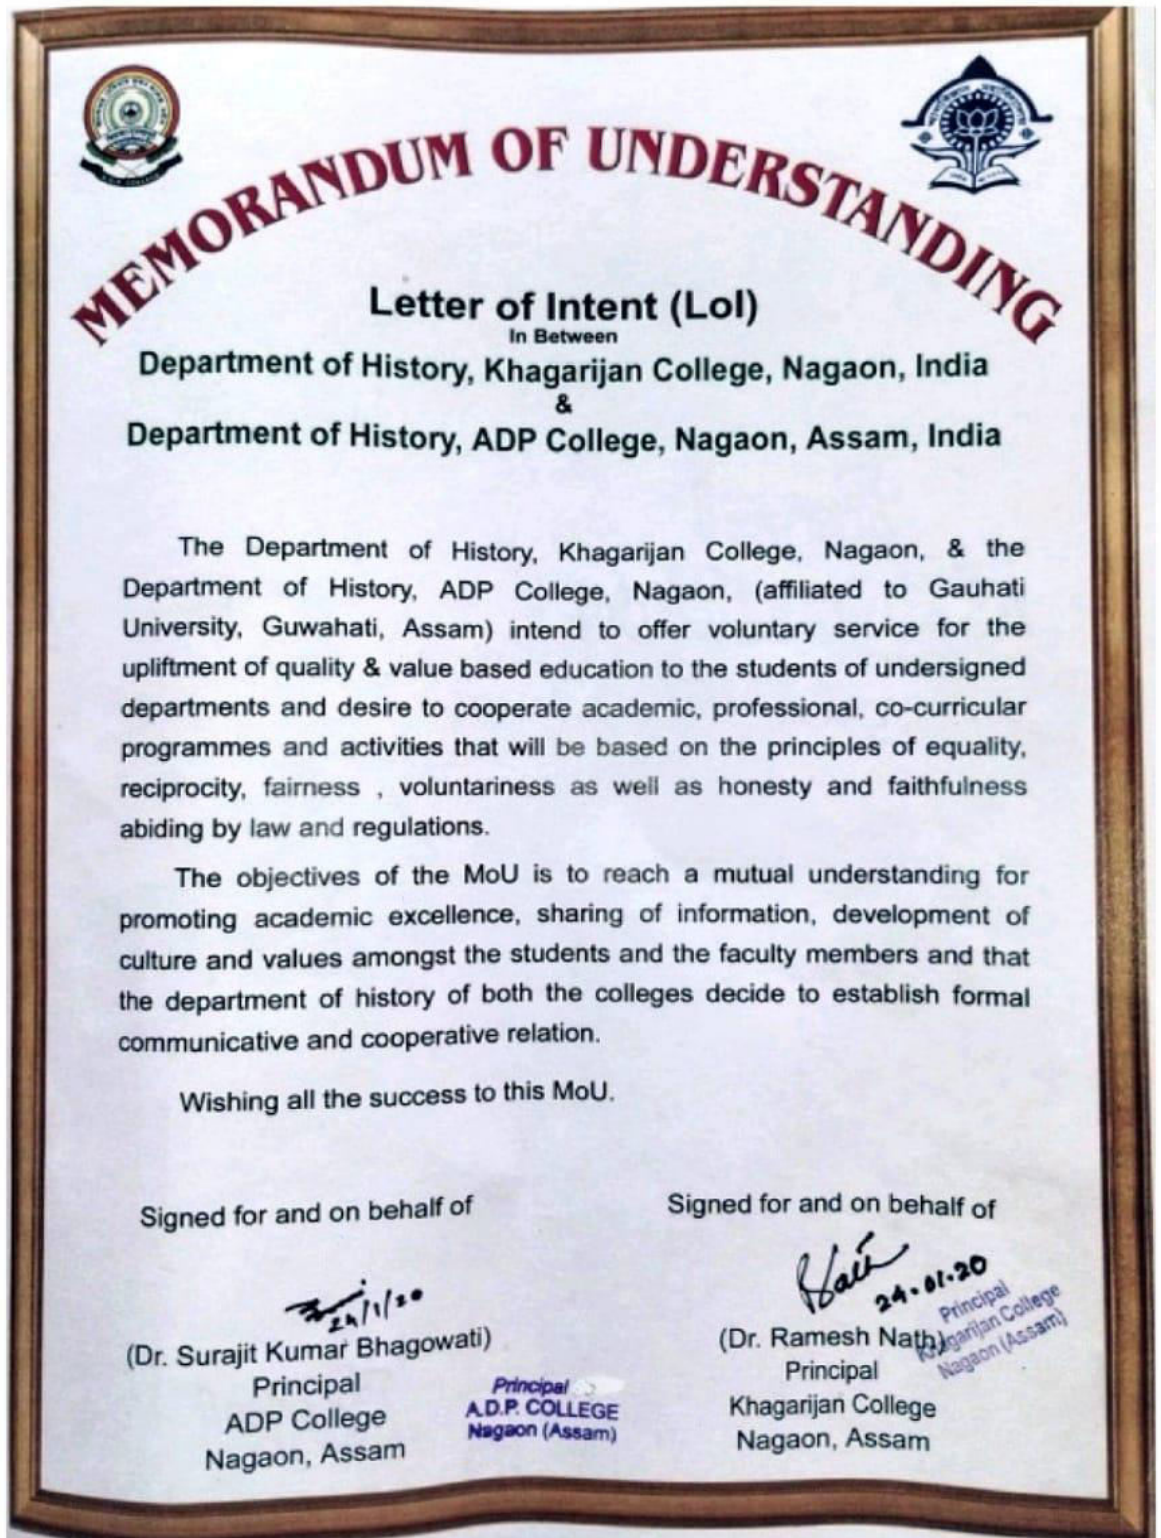 MEMORANDUM OF UNDERSTANDING
Letter of Intent (LoI)
In Between
Department of History, Khagarijan College, Nagaon, India
&
Department of History, ADP College, Nagaon, Assam, India
The Department of History, Khagarijan College, Nagaon, & the
Department of History, ADP College, Nagaon, (affiliated to Gauhati
University, Guwahati, Assam) intend to offer voluntary service for the
upliftment of quality & value based education to the students of undersigned
departments and desire to cooperate academic, professional, co-curricular
programmes and activities that will be based on the principles of equality,
reciprocity, fairness , voluntariness as well as honesty and faithfulness
abiding by law and regulations.
The objectives of the MoU is to reach a mutual understanding for
promoting academic excellence, sharing of information, development of
culture and values amongst the students and the faculty members and that
the department of history of both the colleges decide to establish formal
communicative and cooperative relation.
Wishing all the success to this MoU.
Signed for and on behalf of
24/1/20
(Dr. Surajit Kumar Bhagowati)
Principal
ADP College
Nagaon, Assam
Principal
A.D.P. COLLEGE
Nagaon (Assam)
Signed for and on behalf of
24.01.20
Principal
Khagarijan College
Nagaon (Assam)
(Dr. Ramesh Nath)
Principal
Khagarijan College
Nagaon, Assam